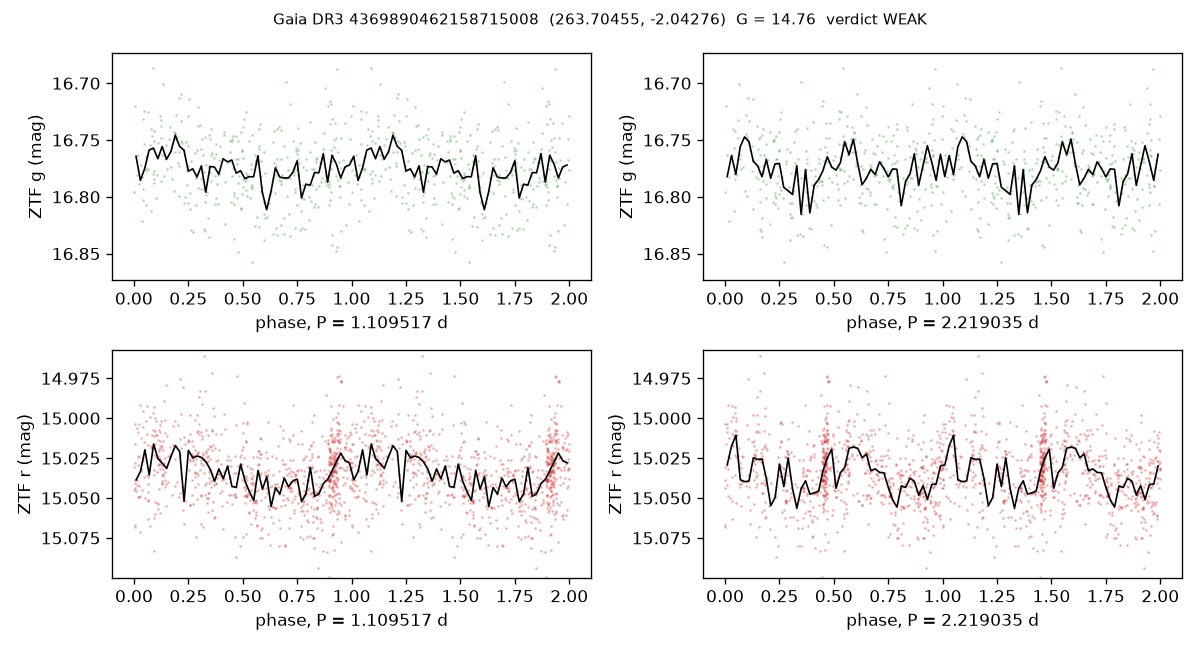 Gaia DR3 4369890462158715008 (263.70455, -2.04276) G = 14.76 verdict WEAK
ZTF g (mag)
16.70
16.75
16.80
16.85
0.00 0.25 0.50 0.75 1.00 1.25 1.50 1.75 2.00
phase, P = 1.109517 d
ZTF g (mag)
16.70
16.75
16.80
16.85
0.00 0.25 0.50 0.75 1.00 1.25 1.50 1.75 2.00
phase, P = 2.219035 d
ZTF r (mag)
14.975
15.000
15.025
15.050
15.075
0.00 0.25 0.50 0.75 1.00 1.25 1.50 1.75 2.00
phase, P = 1.109517 d
ZTF r (mag)
14.975
15.000
15.025
15.050
15.075
0.00 0.25 0.50 0.75 1.00 1.25 1.50 1.75 2.00
phase, P = 2.219035 d